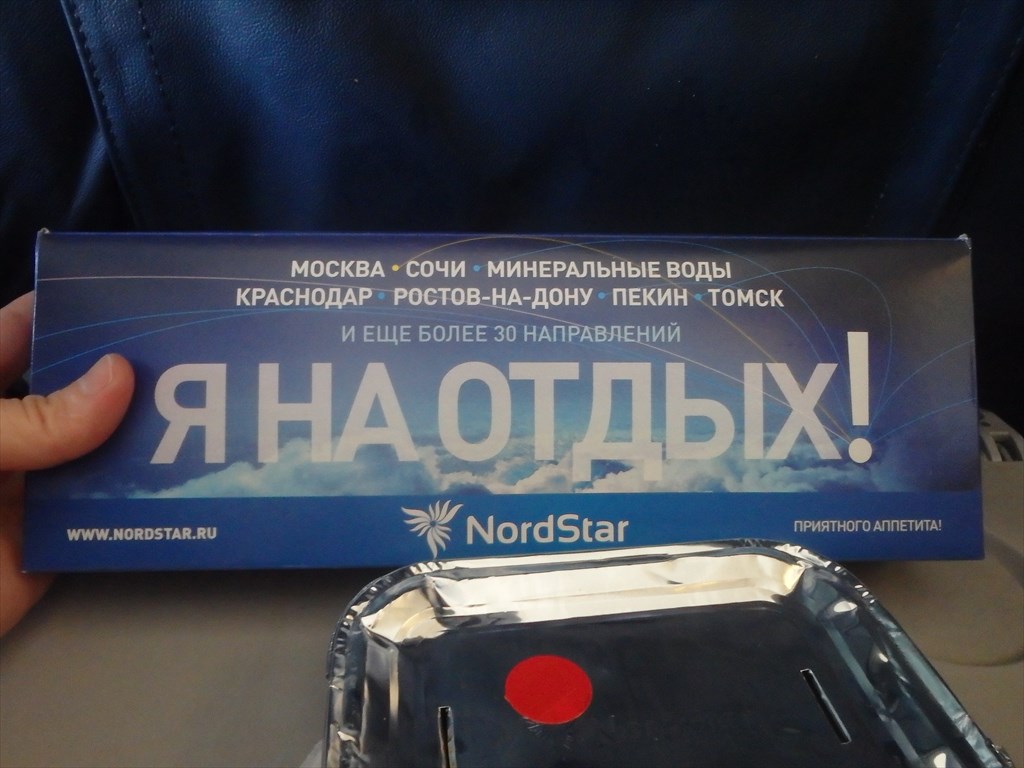 МОСКВА • СОЧИ • МИНЕРАЛЬНЫЕ ВОДЫ
КРАСНОДАР • РОСТОВ-НА-ДОНУ • ПЕКИН • ТОМСК
И ЕЩЕ БОЛЕЕ 30 НАПРАВЛЕНИЙ
Я НА ОТДЫХ!
WWW.NORDSTAR.RU NordStar ПРИЯТНОГО АППЕТИТА!